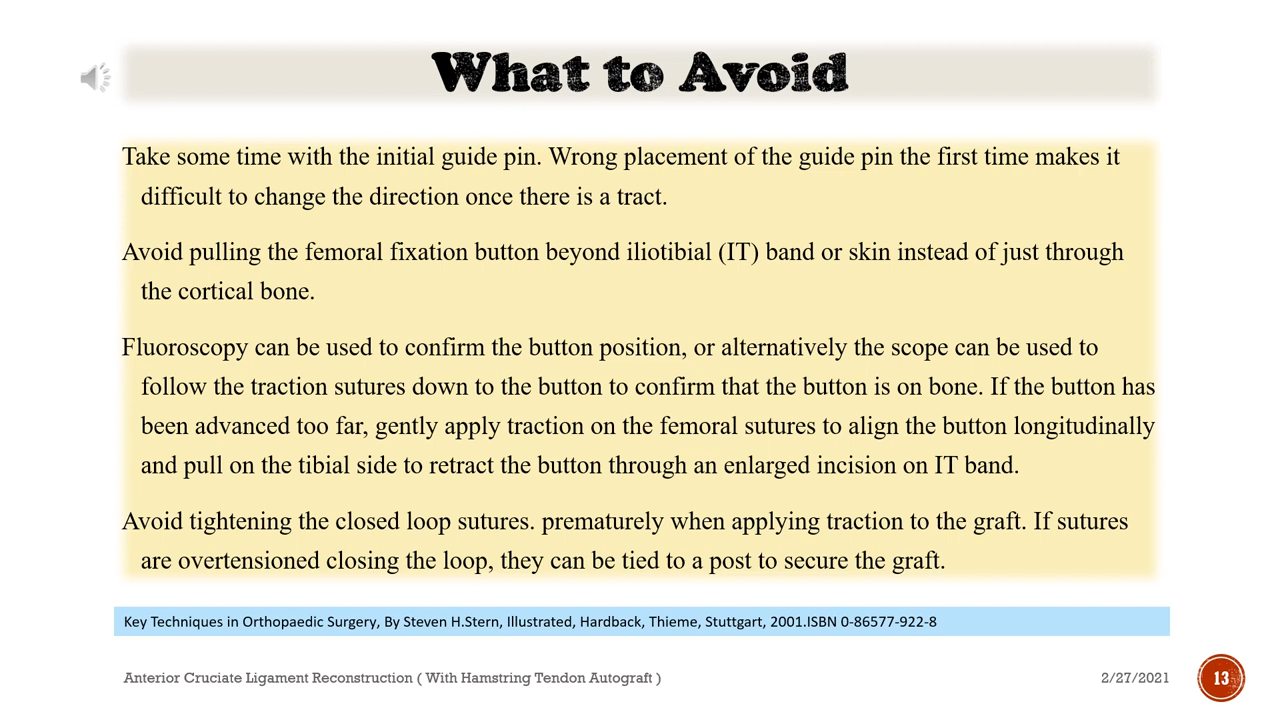 What to Avoid
Take some time with the initial guide pin. Wrong placement of the guide pin the first time makes it
difficult to change the direction once there is a tract.
Avoid pulling the femoral fixation button beyond iliotibial (IT) band or skin instead of just through
the cortical bone.
Fluoroscopy can be used to confirm the button position, or alternatively the scope can be used to
follow the traction sutures down to the button to confirm that the button is on bone. If the button has
been advanced too far, gently apply traction on the femoral sutures to align the button longitudinally
and pull on the tibial side to retract the button through an enlarged incision on IT band.
Avoid tightening the closed loop sutures. prematurely when applying traction to the graft. If sutures
are overtensioned closing the loop, they can be tied to a post to secure the graft.
Key Techniques in Orthopaedic Surgery, By Steven H.Stern, Illustrated, Hardback, Thieme, Stuttgart, 2001.ISBN 0-86577-922-8
Anterior Cruciate Ligament Reconstruction ( With Hamstring Tendon Autograft )
2/27/2021
13